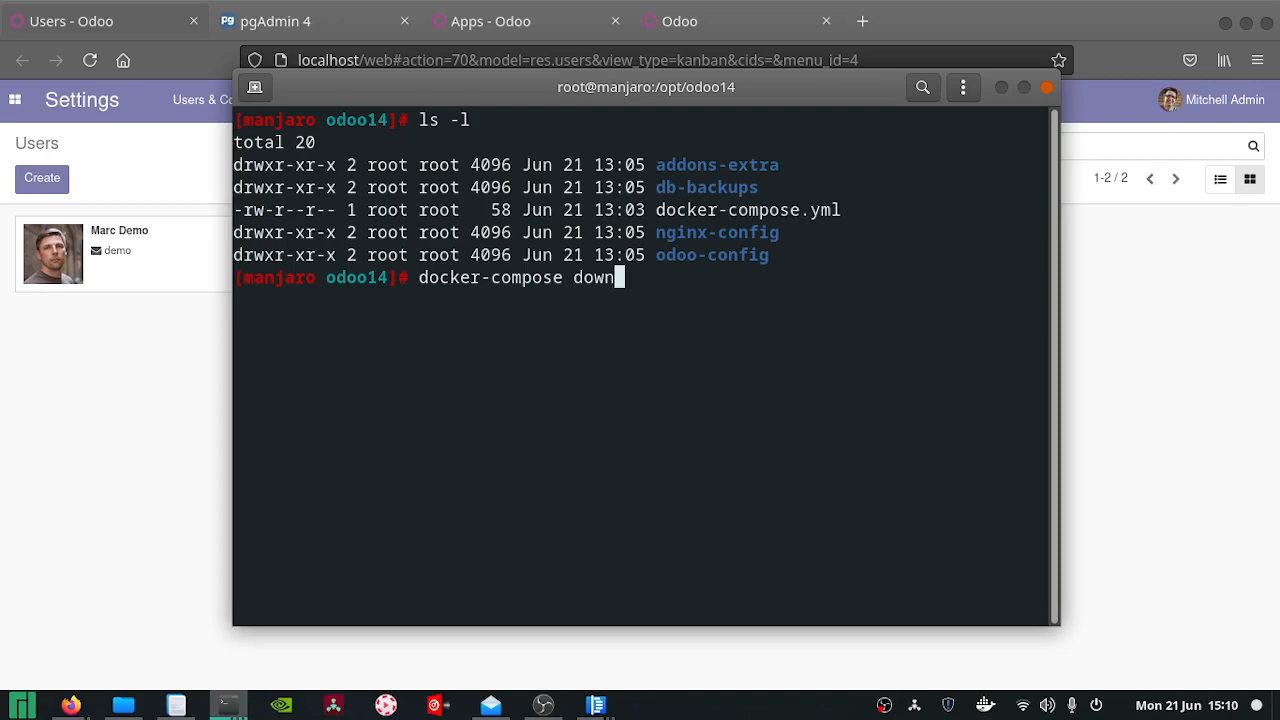 Users - Odoo
pgAdmin 4
Apps - Odoo
Odoo
localhost/web#action=70&model=res.users&view_type=kanban&cids=&menu_id=4
root@manjaro:/opt/odoo14
Settings
Users & Co
Mitchell Admin
Users
Create
1-2 / 2
Marc Demo
demo
[manjaro odoo14]# ls -l
total 20
drwxr-xr-x 2 root root 4096 Jun 21 13:05 addons-extra
drwxr-xr-x 2 root root 4096 Jun 21 13:05 db-backups
-rw-r--r-- 1 root root   58 Jun 21 13:03 docker-compose.yml
drwxr-xr-x 2 root root 4096 Jun 21 13:05 nginx-config
drwxr-xr-x 2 root root 4096 Jun 21 13:05 odoo-config
[manjaro odoo14]# docker-compose down
Mon 21 Jun 15:10